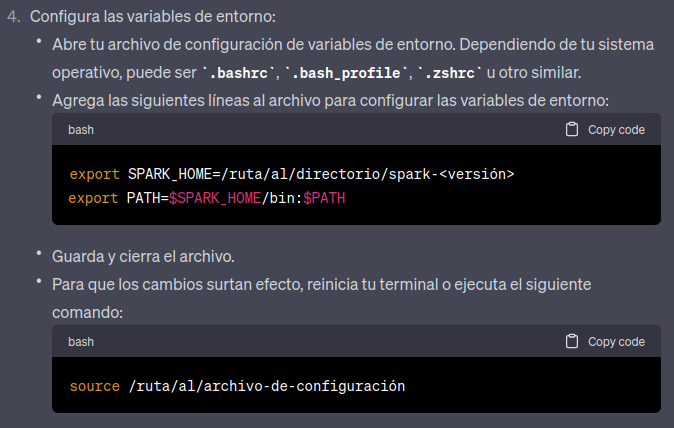 4. Configura las variables de entorno:
• Abre tu archivo de configuración de variables de entorno. Dependiendo de tu sistema
operativo, puede ser `.bashrc`, `.bash_profile`, `.zshrc` u otro similar.
• Agrega las siguientes líneas al archivo para configurar las variables de entorno:
bash Copy code
export SPARK_HOME=/ruta/al/directorio/spark-<versión>
export PATH=$SPARK_HOME/bin:$PATH
• Guarda y cierra el archivo.
• Para que los cambios surtan efecto, reinicia tu terminal o ejecuta el siguiente
comando:
bash Copy code
source /ruta/al/archivo-de-configuración